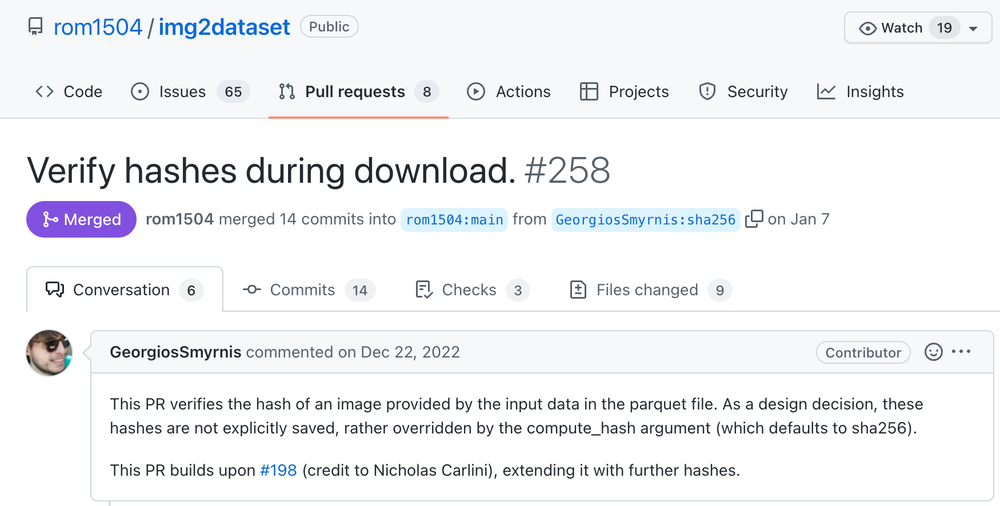 rom1504 / img2dataset Public Watch 19
Code Issues 65 Pull requests 8 Actions Projects Security Insights
Verify hashes during download. #258
Merged rom1504 merged 14 commits into rom1504:main from GeorgiosSmyrnis:sha256 on Jan 7
Conversation 6 Commits 14 Checks 3 Files changed 9
GeorgiosSmyrnis commented on Dec 22, 2022 Contributor
This PR verifies the hash of an image provided by the input data in the parquet file. As a design decision, these
hashes are not explicitly saved, rather overridden by the compute_hash argument (which defaults to sha256).
This PR builds upon #198 (credit to Nicholas Carlini), extending it with further hashes.